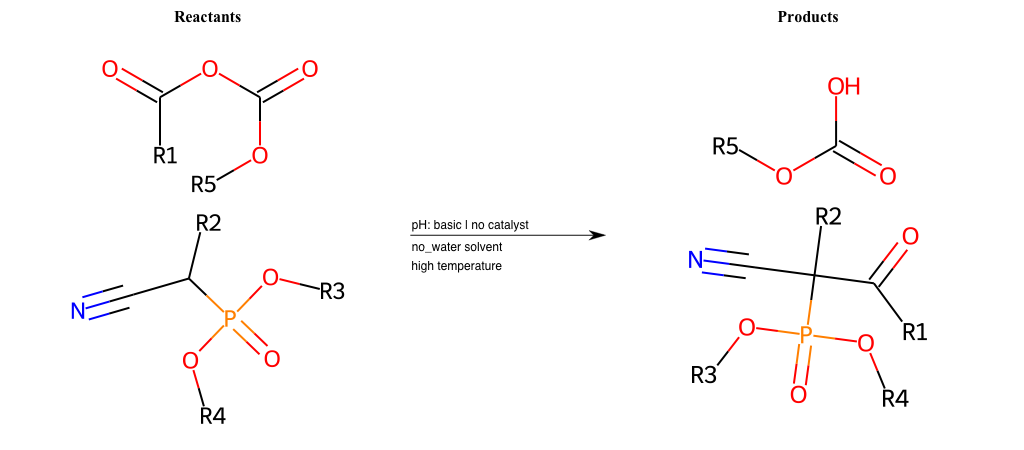 Reactants
Products
O
O
O
R1
O
R5
OH
R5
O
O
R2
N
O
R3
P
O
O
R4
pH: basic | no catalyst
no_water solvent
high temperature
R2
O
N
O
P
O
R1
R3
O
R4